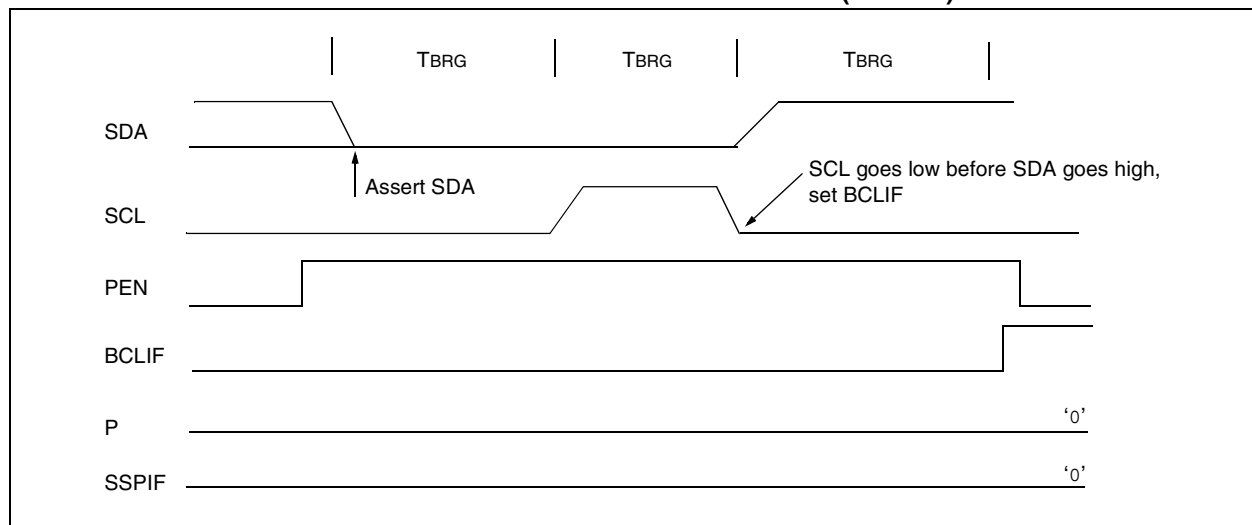 TBRG TBRG TBRG
SDA
Assert SDA
SCL goes low before SDA goes high,
set BCLIF
SCL
PEN
BCLIF
P
'0'
SSPIF
'0'